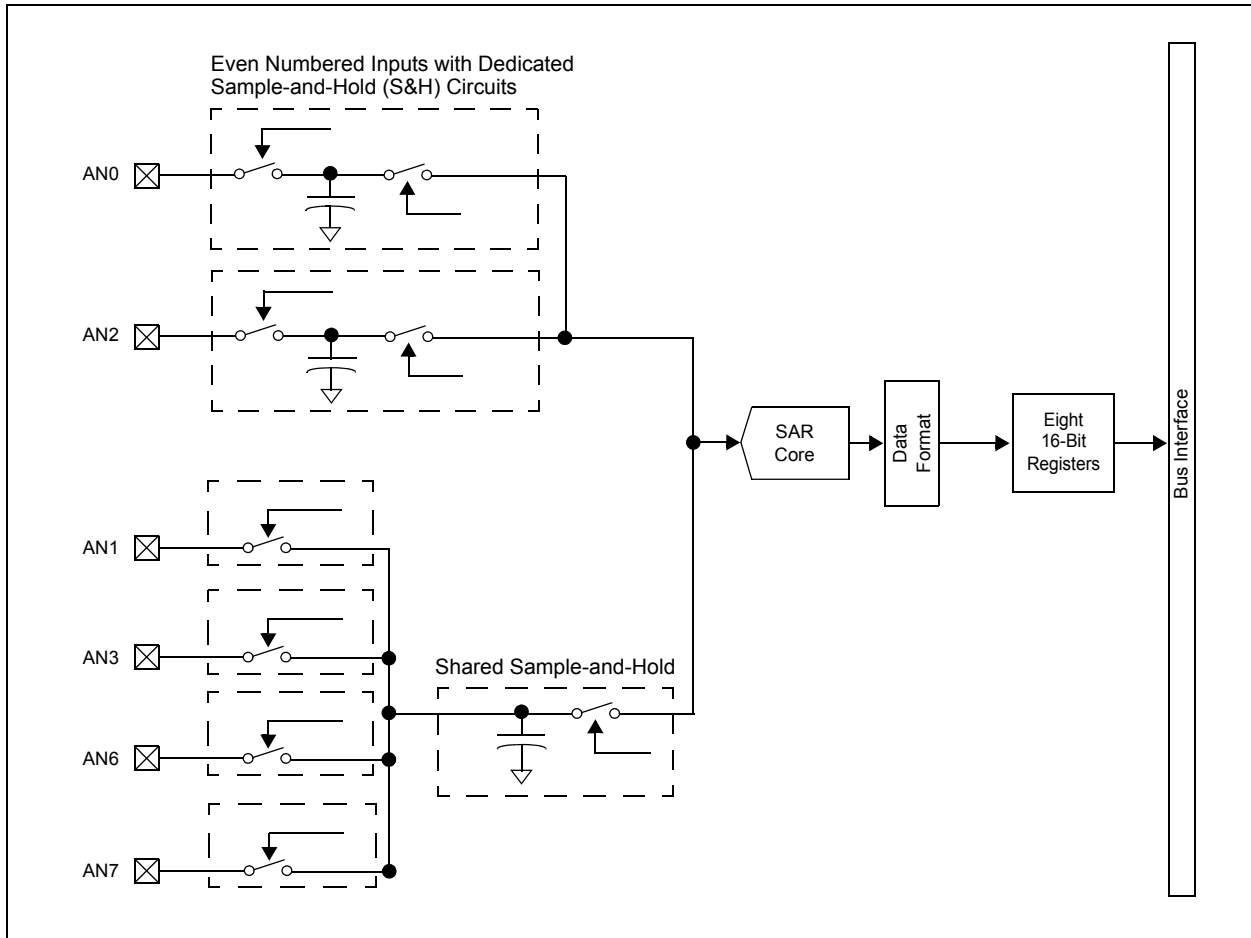 Even Numbered Inputs with Dedicated
Sample-and-Hold (S&H) Circuits
AN0
AN2
SAR
Core
Data
Format
Eight
16-Bit
Registers
Bus Interface
AN1
AN3
Shared Sample-and-Hold
AN6
AN7